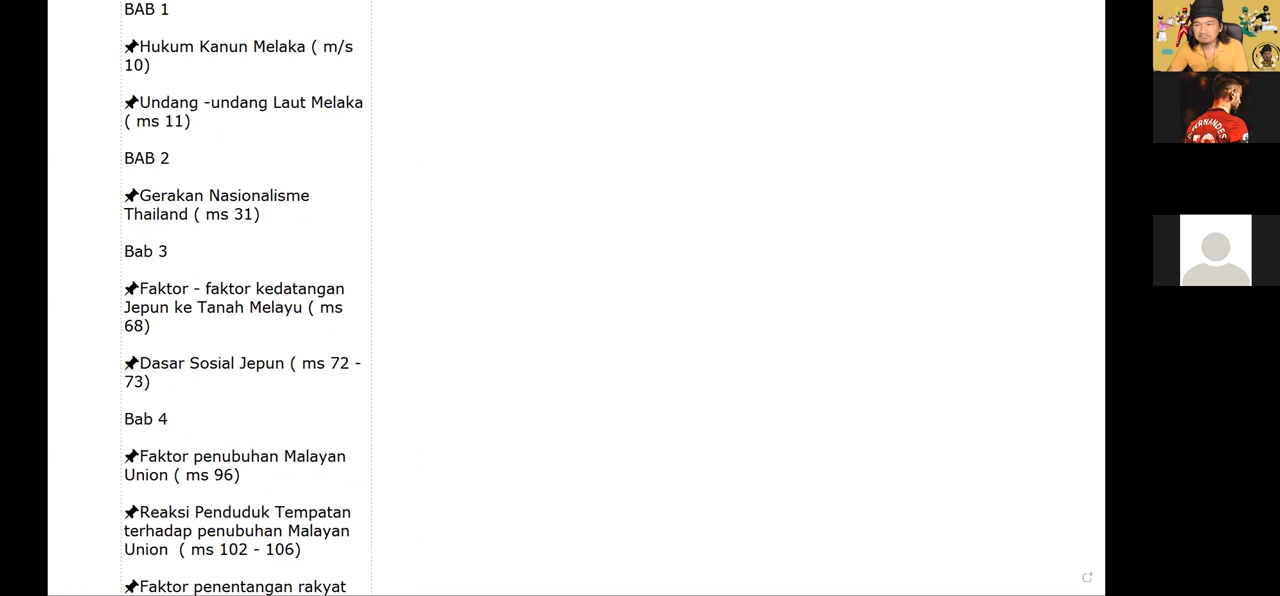 BAB 1
📌Hukum Kanun Melaka ( m/s
10)
📌Undang -undang Laut Melaka
( ms 11)
BAB 2
📌Gerakan Nasionalisme
Thailand ( ms 31)
Bab 3
📌Faktor - faktor kedatangan
Jepun ke Tanah Melayu ( ms
68)
📌Dasar Sosial Jepun ( ms 72 -
73)
Bab 4
📌Faktor penubuhan Malayan
Union ( ms 96)
📌Reaksi Penduduk Tempatan
terhadap penubuhan Malayan
Union  ( ms 102 - 106)
📌Faktor penentangan rakyat